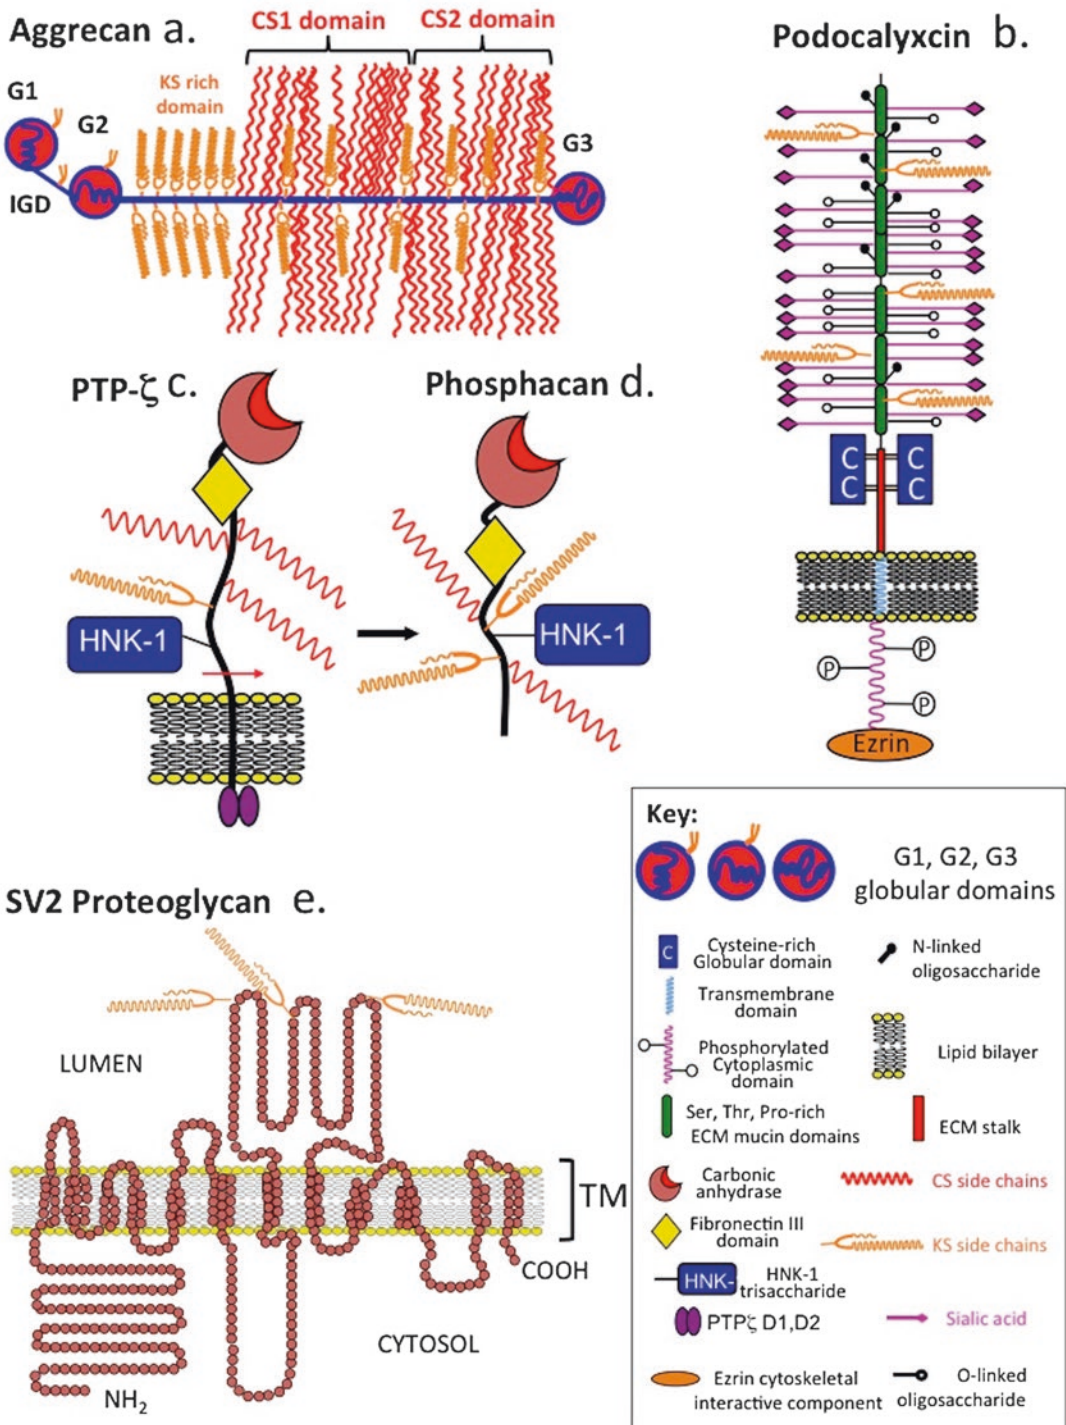 Aggrecan a.
CS1 domain
CS2 domain
Podocalyxcin b.
G1
KS rich
domain
G2
G3
IGD
PTP-ζ c.
Phosphacan d.
C
C
C
C
HNK-1
HNK-1
P
P
P
Ezrin
SV2 Proteoglycan e.
LUMEN
TM
COOH
CYTOSOL
NH2
Key:
G1, G2, G3
globular domains
C
Cysteine-rich
Globular domain
N-linked
oligosaccharide
Transmembrane
domain
Phosphorylated
Cytoplasmic
domain
Lipid bilayer
Ser, Thr, Pro-rich
ECM mucin domains
ECM stalk
Carbonic
anhydrase
CS side chains
Fibronectin III
domain
KS side chains
HNK-
HNK-1
trisaccharide
PTPζ D1,D2
Sialic acid
Ezrin cytoskeletal
interactive component
O-linked
oligosaccharide